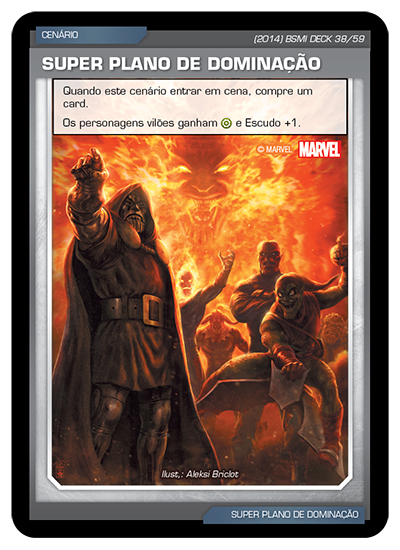 CENÁRIO
(2014) BSMI DECK 38/59
SUPER PLANO DE DOMINAÇÃO
Quando este cenário entrar em cena, compre um
card.
Os personagens vilões ganham e Escudo +1.
© MARVEL MARVEL
Ilust,: Aleksi Briclot
SUPER PLANO DE DOMINAÇÃO